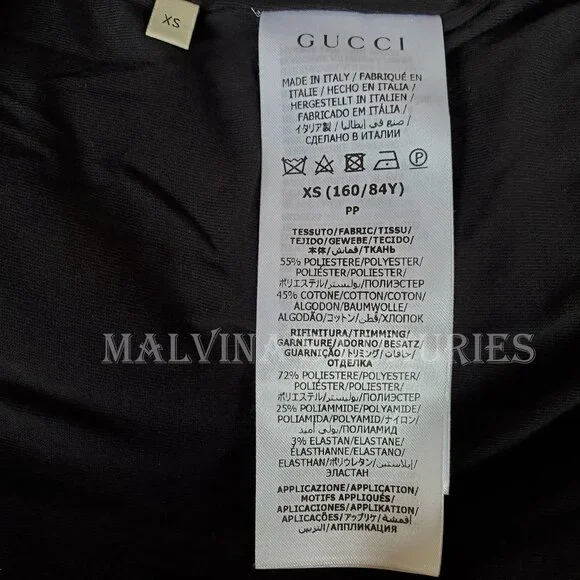 XS
GUCCI
MADE IN ITALY / FABRIQUÉ EN
ITALIE / HECHO EN ITALIA /
HERGESTELLT IN ITALIEN /
FABRICADO EM ITÁLIA /
イタリア製 / صنع في إيطاليا /
СДЕЛАНО В ИТАЛИИ
XS (160/84Y)
PP
TESSUTO/FABRIC/TISSU/
TEJIDO/GEWEBE/TECIDO/
本体/قماش/ТКАНЬ
55% POLIESTERE/POLYESTER/
POLIÉSTER/POLIESTER/
ポリエステル/بوليستر/ПОЛИЭСТЕР
45% COTONE/COTTON/COTON/
ALGODON/BAUMWOLLE/
ALGODÃO/コットン/قطن/ХЛОПОК
RIFINITURA/TRIMMING/
GARNITURE/ADORNO/BESATZ/
GUARNIÇÃO/トリミング/حافات/
ОТДЕЛКА
MALVINA URIES
72% POLIESTERE/POLYESTER/
POLIÉSTER/POLIESTER/
ポリエステル/بوليستر/ПОЛИЭСТЕР
25% POLIAMMIDE/POLYAMIDE/
POLIAMIDA/POLYAMID/ナイロン/
بولي أميد/ПОЛИАМИД
3% ELASTAN/ELASTANE/
ÉLASTHANNE/ELASTANO/
ELASTHAN/ポリウレタン/إيلاستين/
ЭЛАСТАН
APPLICAZIONE/APPLICATION/
MOTIFS APPLIQUÉS/
APLICACIONES/APPLIKATION/
APLICAÇÕES/アップリケ/أقمشة
التزيين/АППЛИКАЦИЯ